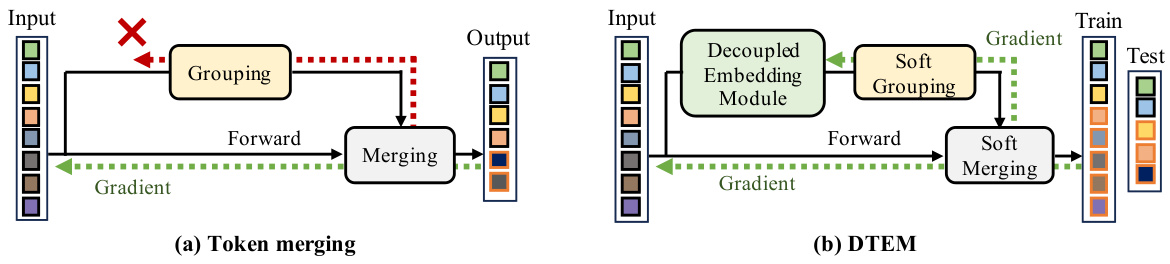 Input
Grouping
Output
Forward
Merging
Gradient
(a) Token merging
Input
Decoupled
Embedding
Module
Soft
Grouping
Gradient
Train
Test
Forward
Soft
Merging
Gradient
(b) DTEM